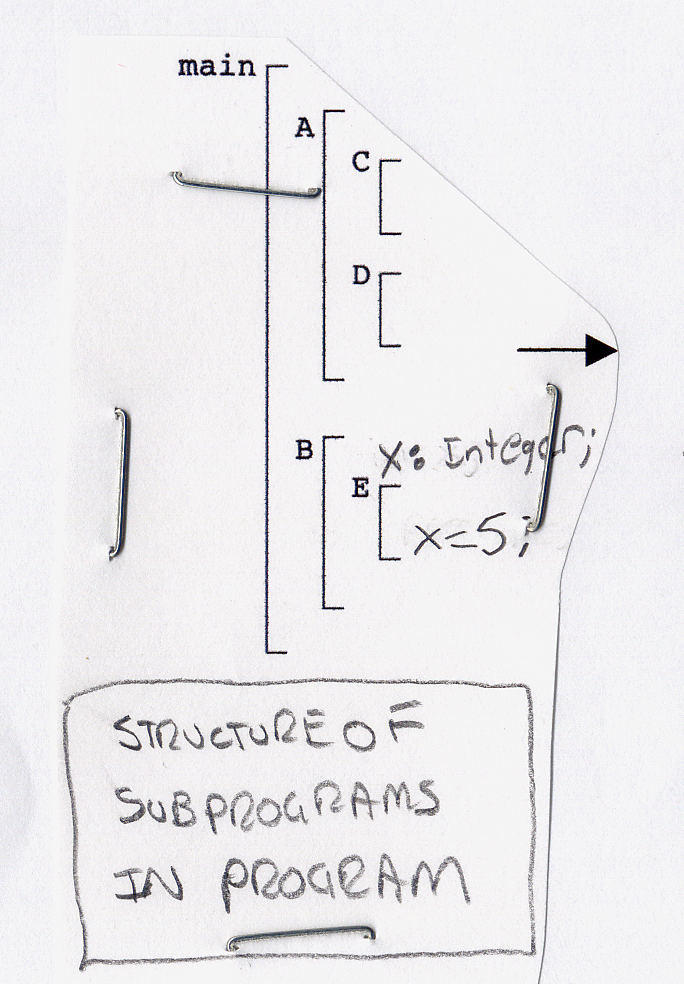 main
A
C
D
B
X: Integer;
E
x=5;
STRUCTURE OF
SUBPROGRAMS
IN PROGRAM